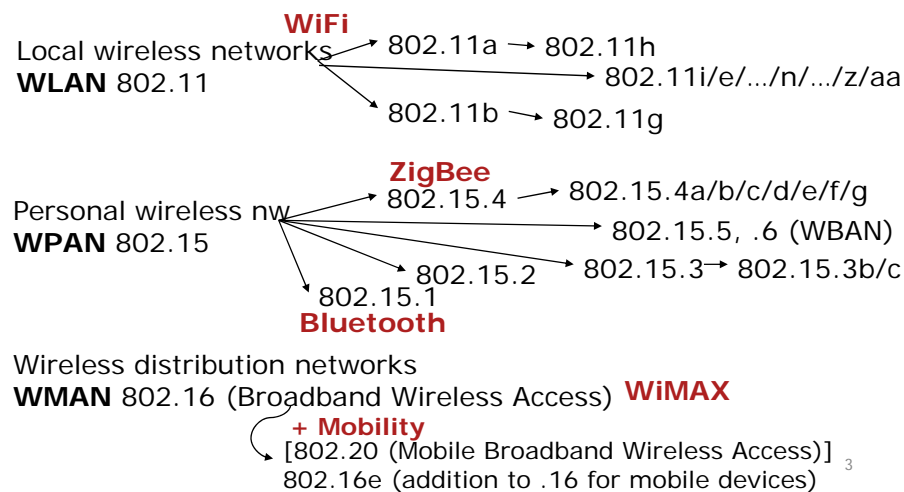 WiFi
Local wireless networks
WLAN 802.11
802.11a
802.11h
802.11i/e/.../n/.../z/aa
802.11b
802.11g
ZigBee
802.15.4
802.15.4a/b/c/d/e/f/g
Personal wireless nw
WPAN 802.15
802.15.5, .6 (WBAN)
802.15.3
802.15.3b/c
802.15.2
802.15.1
Bluetooth
Wireless distribution networks
WMAN 802.16 (Broadband Wireless Access) WiMAX
+ Mobility
[802.20 (Mobile Broadband Wireless Access)]
802.16e (addition to .16 for mobile devices)
3